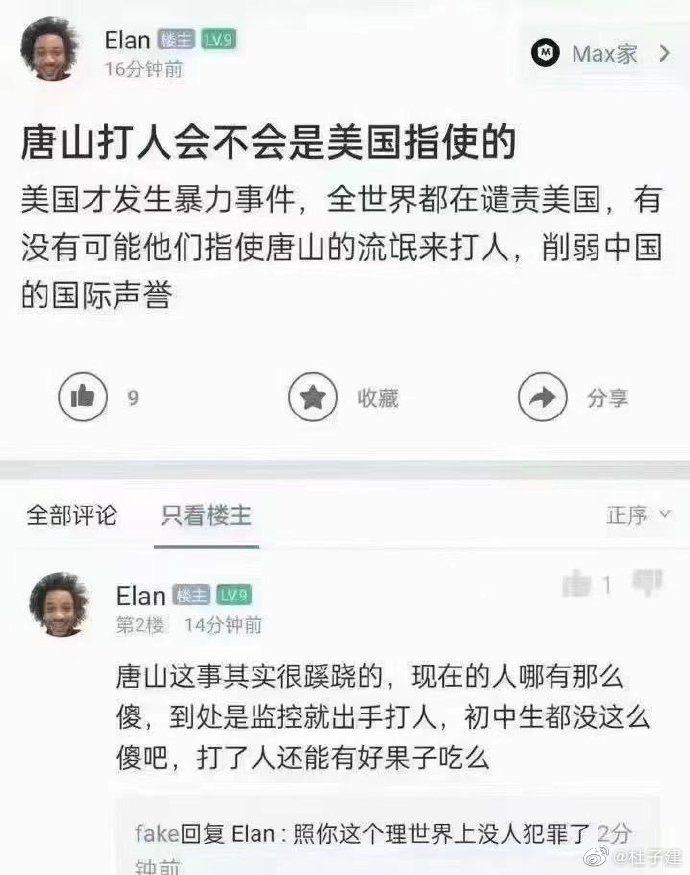 Elan 楼主 LV.9
16分钟前
Max家
唐山打人会不会是美国指使的
美国才发生暴力事件，全世界都在谴责美国，有
没有可能他们指使唐山的流氓来打人，削弱中国
的国际声誉
9
收藏
分享
全部评论
只看楼主
正序
Elan 楼主 LV.9
1
第2楼 14分钟前
唐山这事其实很蹊跷的，现在的人哪有那么
傻，到处是监控就出手打人，初中生都没这么
傻吧，打了人还能有好果子吃么
fake回复 Elan : 照你这个理世界上没人犯罪了 2分
钟前
@杜子建